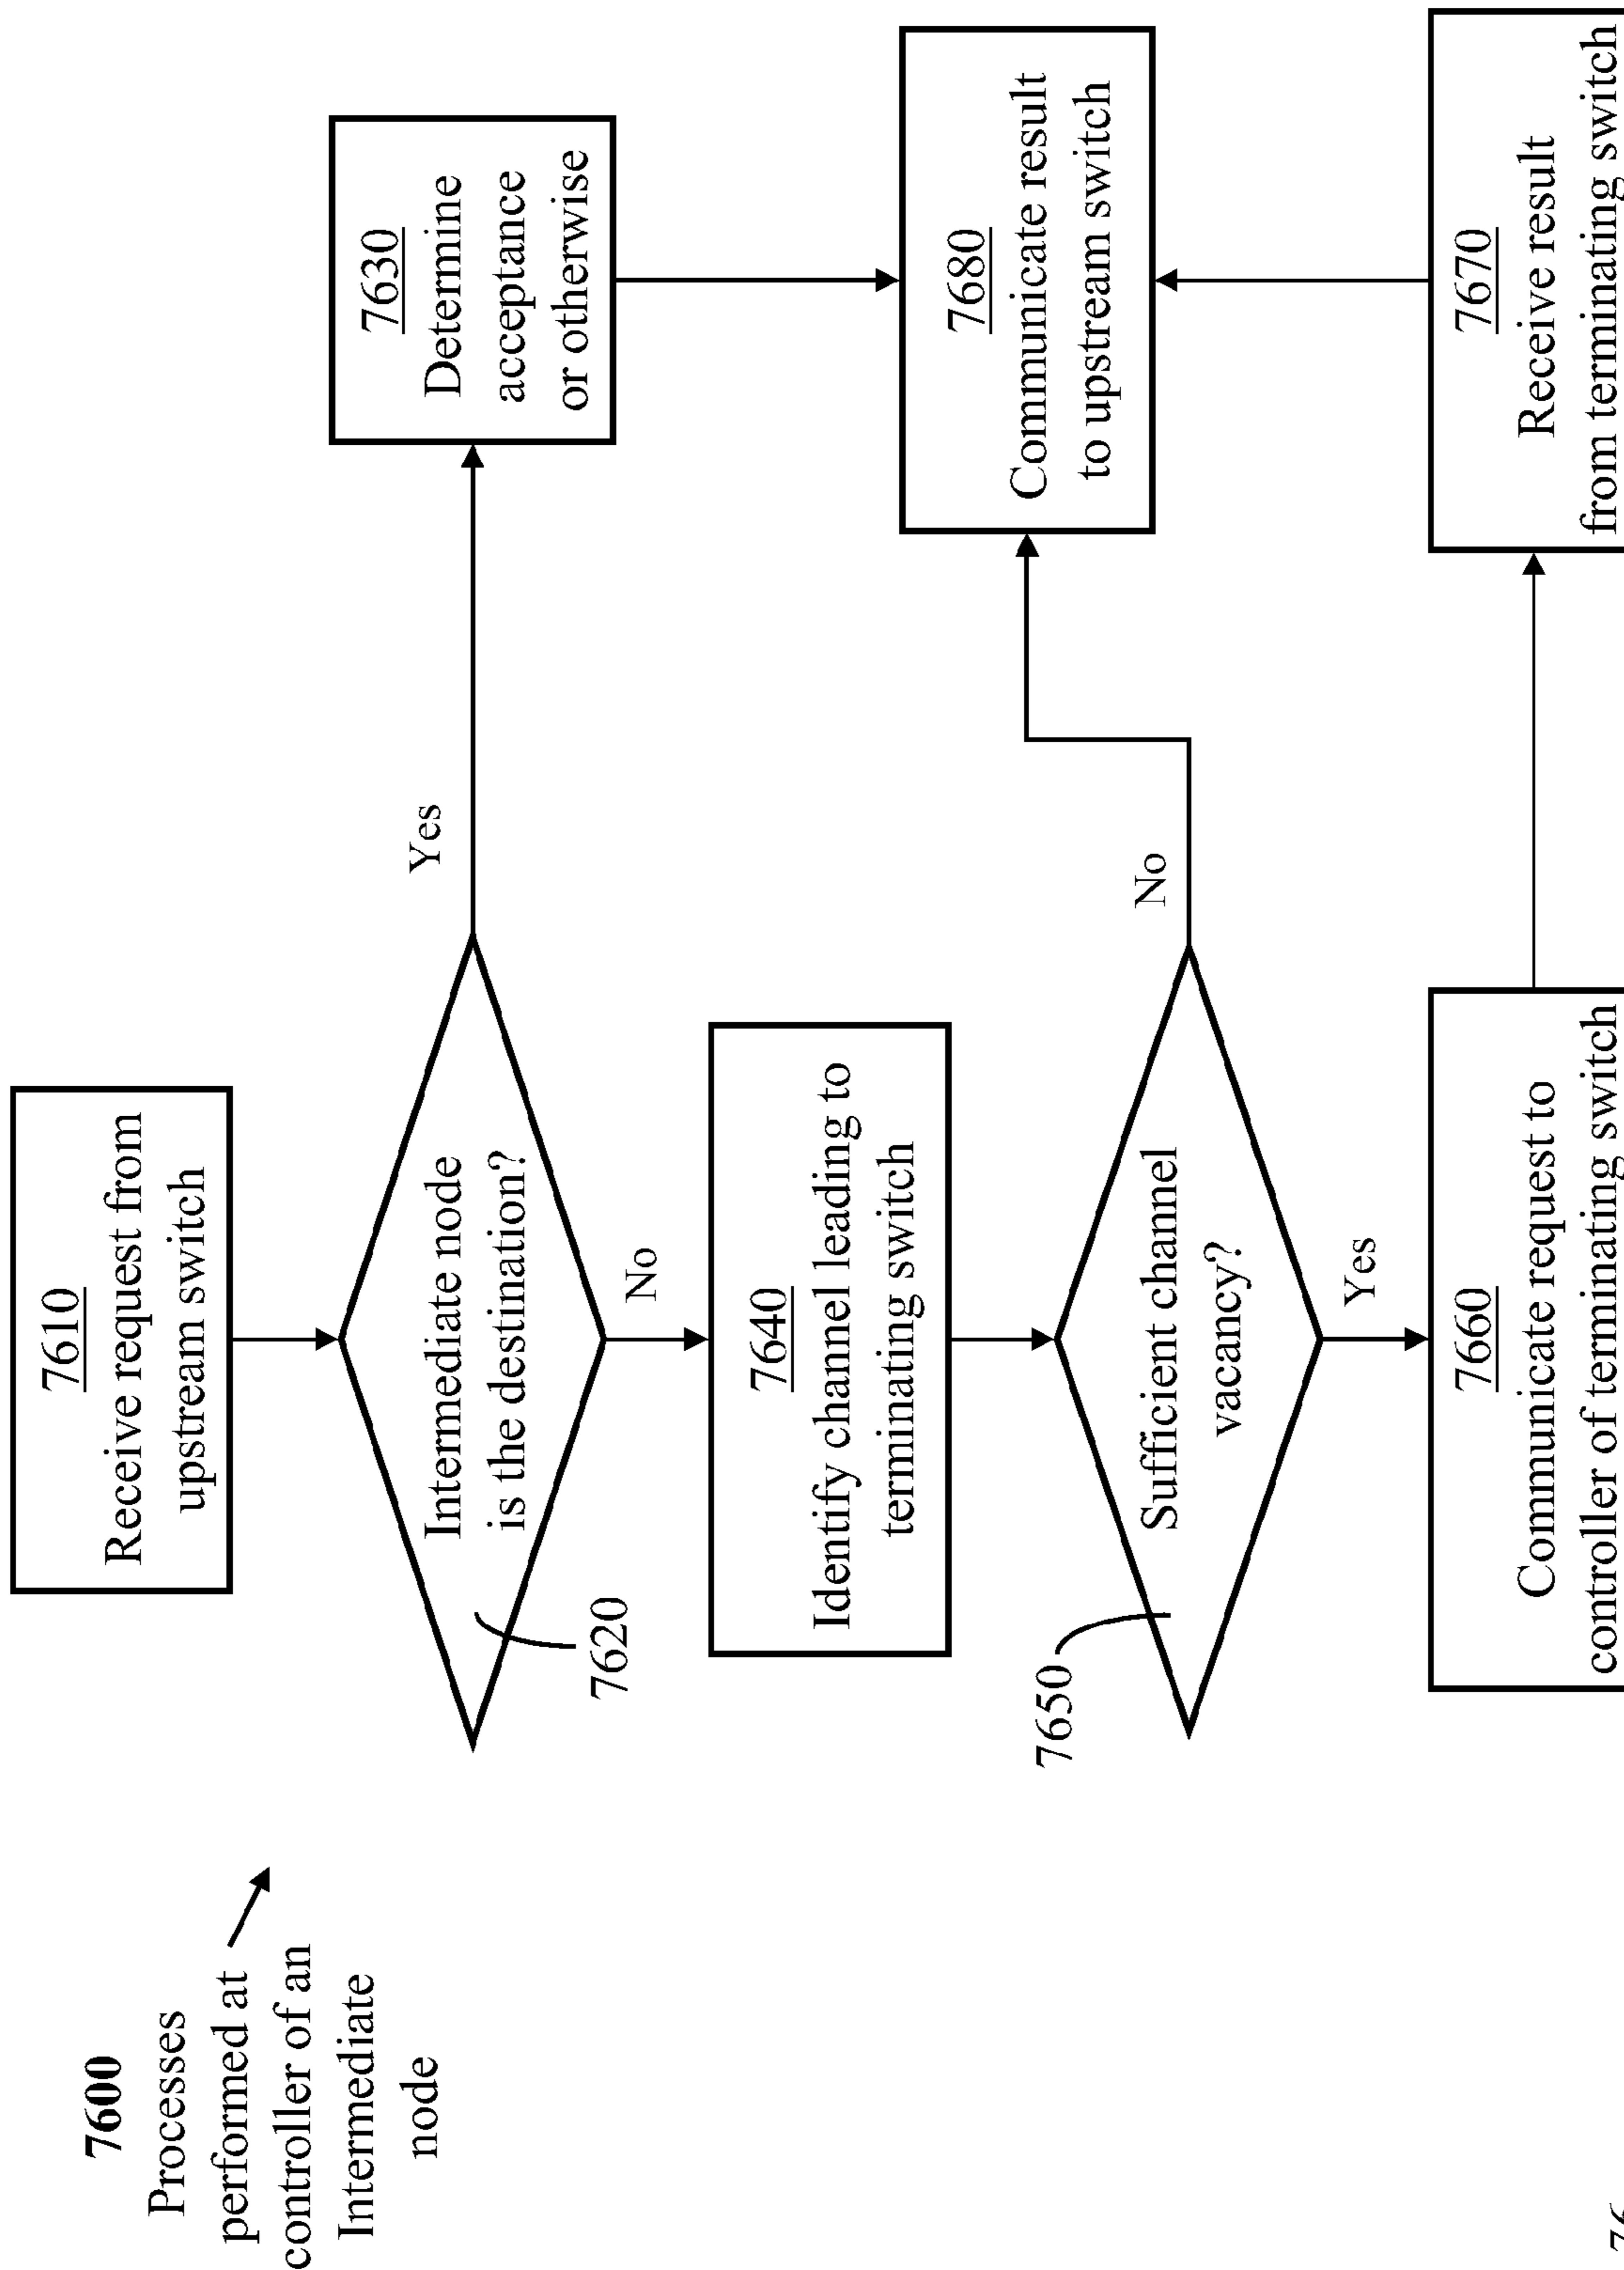 7600
Processes
performed at
controller of an
Intermediate
node
7610
Receive request from
upstream switch
Intermediate node
is the destination?
7620
Yes
7630
Determine
acceptance
or otherwise
No
7640
Identify channel leading to
terminating switch
Sufficient channel
vacancy?
7650
No
7680
Communicate result
to upstream switch
Yes
7660
Communicate request to
controller of terminating switch
7670
Receive result
from terminating switch